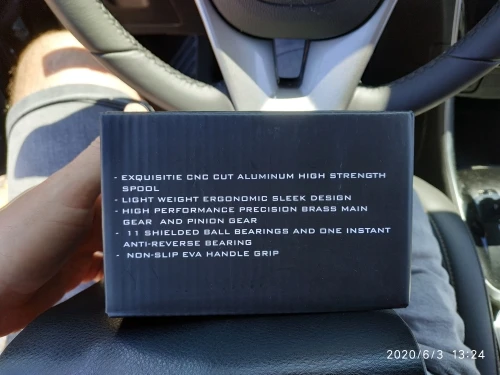 - EXQUISITIE CNC CUT ALUMINUM HIGH STRENGTH
SPOOL
- LIGHT WEIGHT ERGONOMIC SLEEK DESIGN
- HIGH PERFORMANCE PRECISION BRASS MAIN
GEAR AND PINION GEAR
- 11 SHIELDED BALL BEARINGS AND ONE INSTANT
ANTI-REVERSE BEARING
- NON-SLIP EVA HANDLE GRIP
2020/6/3 13:24